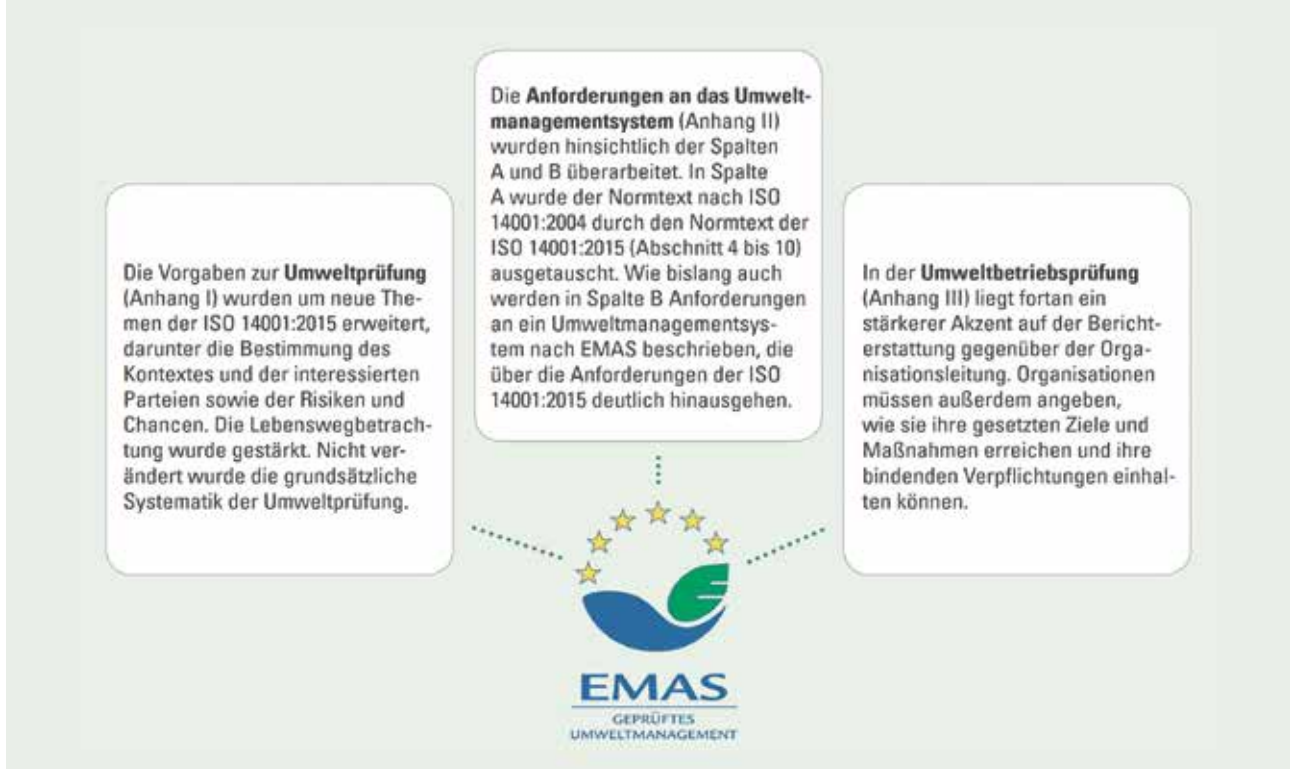 Die Vorgaben zur Umweltprüfung
(Anhang I) wurden um neue The-
men der ISO 14001:2015 erweitert,
darunter die Bestimmung des
Kontextes und der interessierten
Parteien sowie der Risiken und
Chancen. Die Lebenswegbetrach-
tung wurde gestärkt. Nicht ver-
ändert wurde die grundsätzliche
Systematik der Umweltprüfung.
Die Anforderungen an das Umwelt-
managementsystem (Anhang II)
wurden hinsichtlich der Spalten
A und B überarbeitet. In Spalte
A wurde der Normtext nach ISO
14001:2004 durch den Normtext der
ISO 14001:2015 (Abschnitt 4 bis 10)
ausgetauscht. Wie bislang auch
werden in Spalte B Anforderungen
an ein Umweltmanagementsys-
tem nach EMAS beschrieben, die
über die Anforderungen der ISO
14001:2015 deutlich hinausgehen.
In der Umweltbetriebsprüfung
(Anhang III) liegt fortan ein
stärkerer Akzent auf der Bericht-
erstattung gegenüber der Orga-
nisationsleitung. Organisationen
müssen außerdem angeben,
wie sie ihre gesetzten Ziele und
Maßnahmen erreichen und ihre
bindenden Verpflichtungen einhal-
ten können.
EMAS
GEPRÜFTES
UMWELTMANAGEMENT